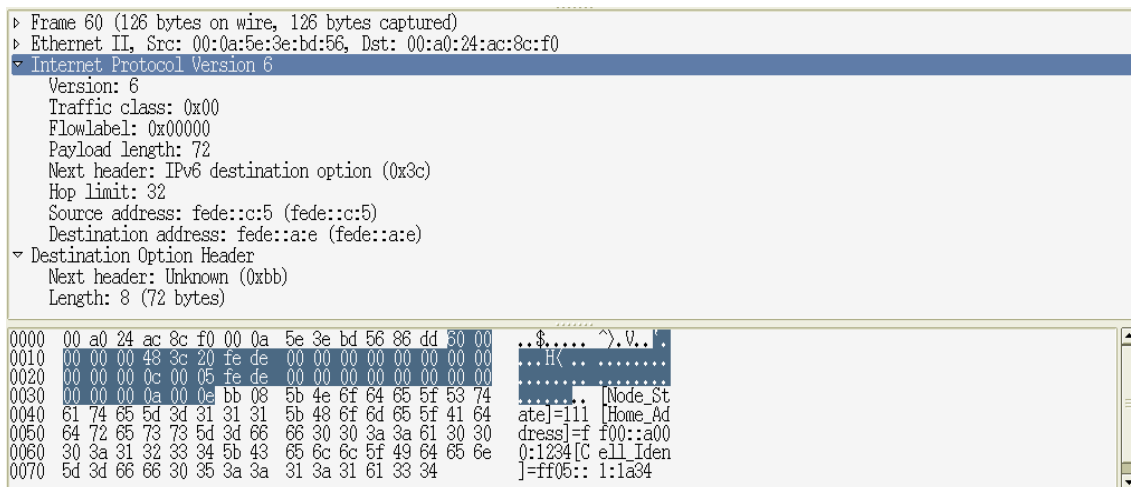 Frame 60 (126 bytes on wire, 126 bytes captured)
Ethernet II, Src: 00:0a:5e:3e:bd:56, Dst: 00:a0:24:ac:8c:f0
Internet Protocol Version 6
Version: 6
Traffic class: 0x00
Flowlabel: 0x00000
Payload length: 72
Next header: IPv6 destination option (0x3c)
Hop limit: 32
Source address: fede::c:5 (fede::c:5)
Destination address: fede::a:e (fede::a:e)
Destination Option Header
Next header: Unknown (0xbb)
Length: 8 (72 bytes)
0000 00 a0 24 ac 8c f0 00 0a 5e 3e bd 56 86 dd 60 00 ..$..... ^>.V..`.
0010 00 00 00 48 3c 20 fe de 00 00 00 00 00 00 00 00 ...H< .. ........
0020 00 00 00 0c 00 05 fe de 00 00 00 00 00 00 00 00 ........ ........
0030 00 00 00 0a 00 0e bb 08 5b 4e 6f 64 65 5f 53 74 ........ [Node_St
0040 61 74 65 5d 3d 31 31 31 5b 48 6f 6d 65 5f 41 64 ate]=111 [Home_Ad
0050 64 72 65 73 73 5d 3d 66 66 30 30 3a 3a 61 30 30 dress]=f f00::a00
0060 30 3a 31 32 33 34 5b 43 65 6c 6c 5f 49 64 65 6e 0:1234[C ell_Iden
0070 5d 3d 66 66 30 35 3a 3a 31 3a 31 61 33 34 ]=ff05:: 1:1a34